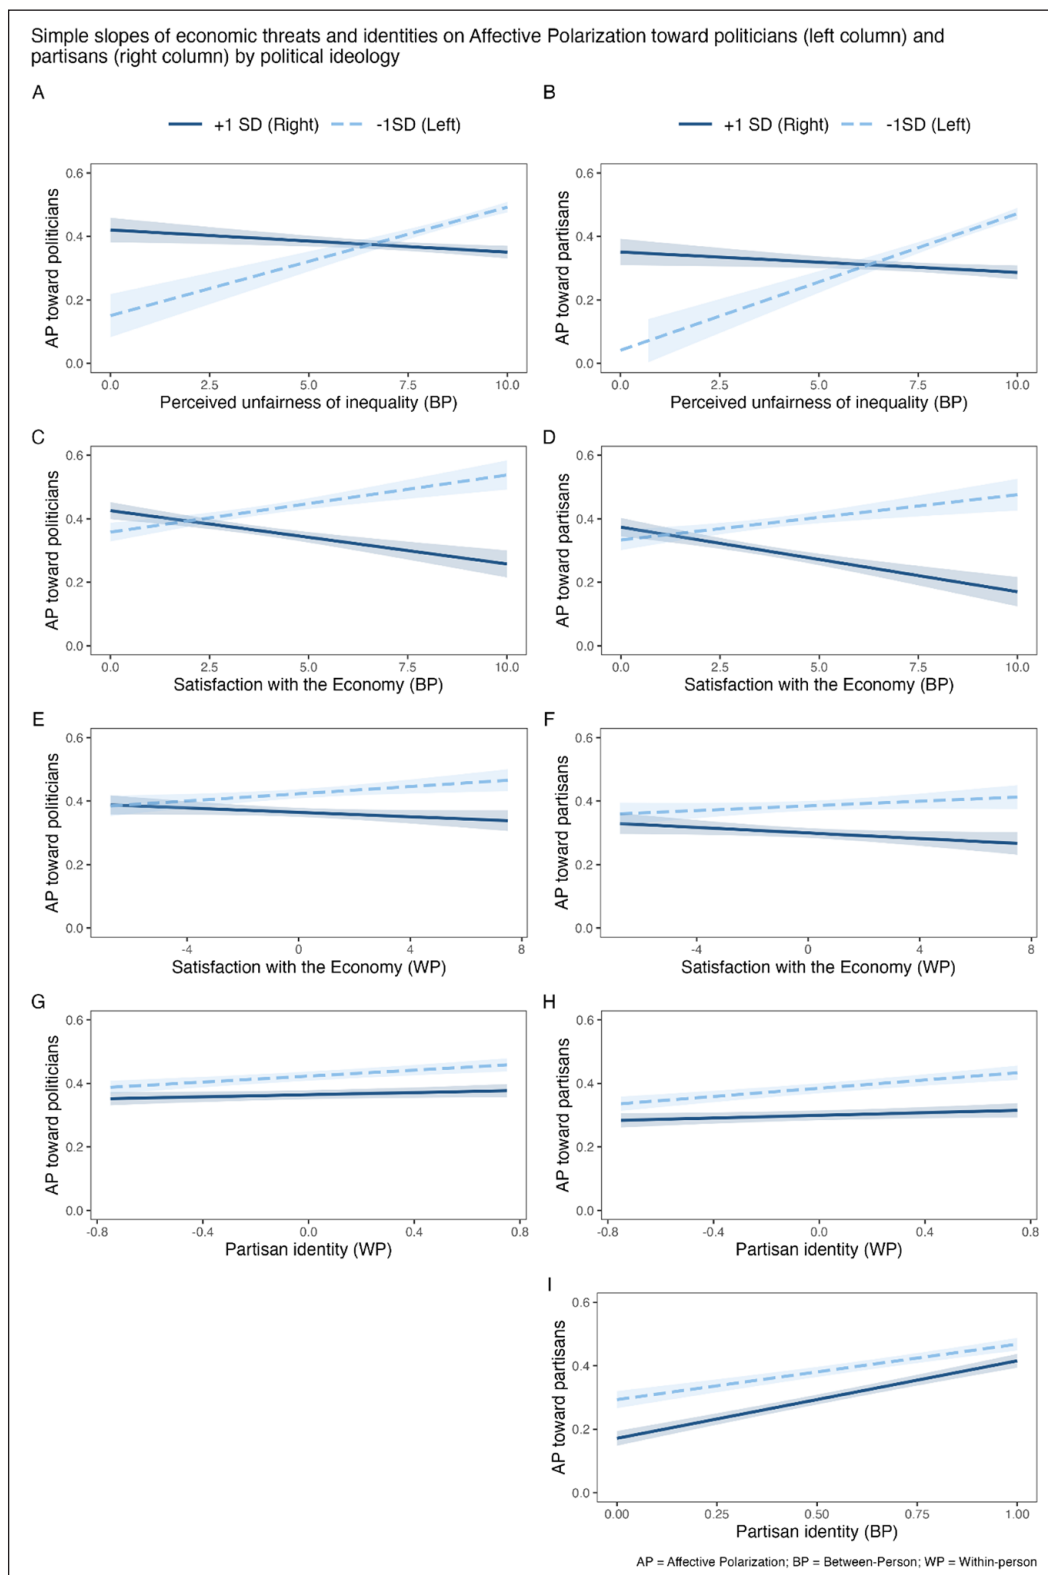 Simple slopes of economic threats and identities on Affective Polarization toward politicians (left column) and
partisans (right column) by political ideology
A
+1 SD (Right) -1SD (Left)
AP toward politicians
0.6
0.4
0.2
0.0
0.0 2.5 5.0 7.5 10.0
Perceived unfairness of inequality (BP)
B
+1 SD (Right) -1SD (Left)
AP toward partisans
0.6
0.4
0.2
0.0
0.0 2.5 5.0 7.5 10.0
Perceived unfairness of inequality (BP)
C
AP toward politicians
0.6
0.4
0.2
0.0
0.0 2.5 5.0 7.5 10.0
Satisfaction with the Economy (BP)
D
AP toward partisans
0.6
0.4
0.2
0.0
0.0 2.5 5.0 7.5 10.0
Satisfaction with the Economy (BP)
E
AP toward politicians
0.6
0.4
0.2
0.0
-4 0 4 8
Satisfaction with the Economy (WP)
F
AP toward partisans
0.6
0.4
0.2
0.0
-4 0 4 8
Satisfaction with the Economy (WP)
G
AP toward politicians
0.6
0.4
0.2
0.0
-0.8 -0.4 0.0 0.4 0.8
Partisan identity (WP)
H
AP toward partisans
0.6
0.4
0.2
0.0
-0.8 -0.4 0.0 0.4 0.8
Partisan identity (WP)
I
AP toward partisans
0.6
0.4
0.2
0.0
0.00 0.25 0.50 0.75 1.00
Partisan identity (BP)
AP = Affective Polarization; BP = Between-Person; WP = Within-person